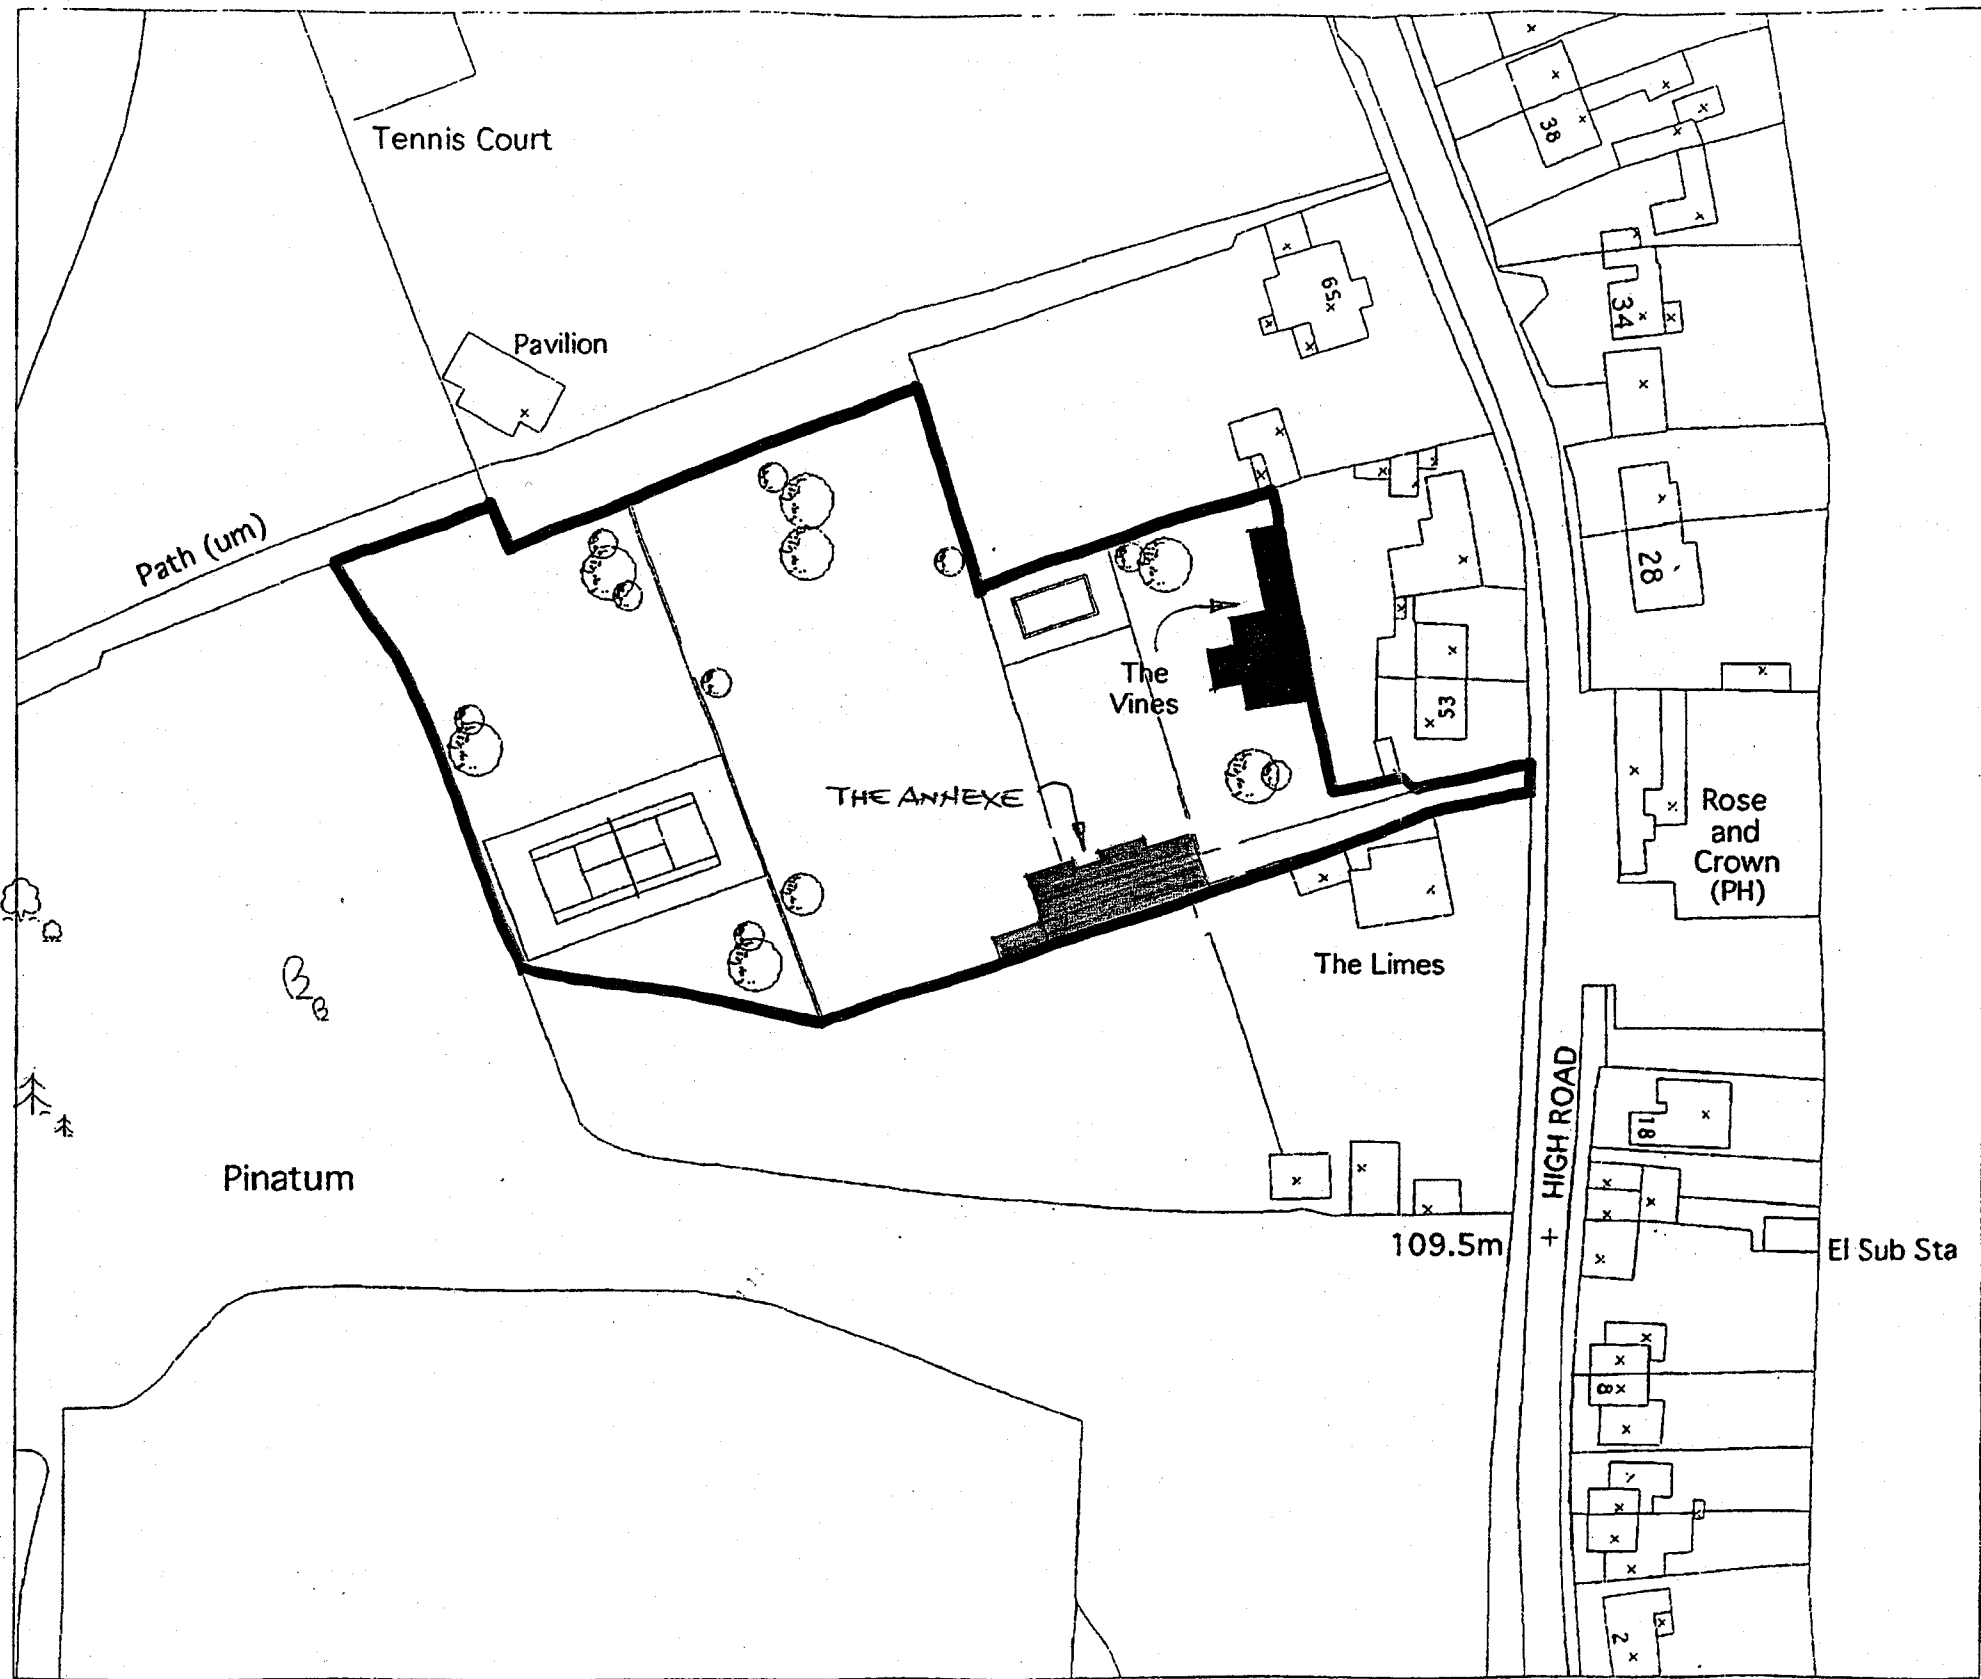 Tennis Court
38
65
34
Pavilion
Path (um)
28
The
Vines
53
THE ANNEXE
Rose
and
Crown
(PH)
The Limes
HIGH ROAD
18
Pinatum
109.5m
El Sub Sta
8
2